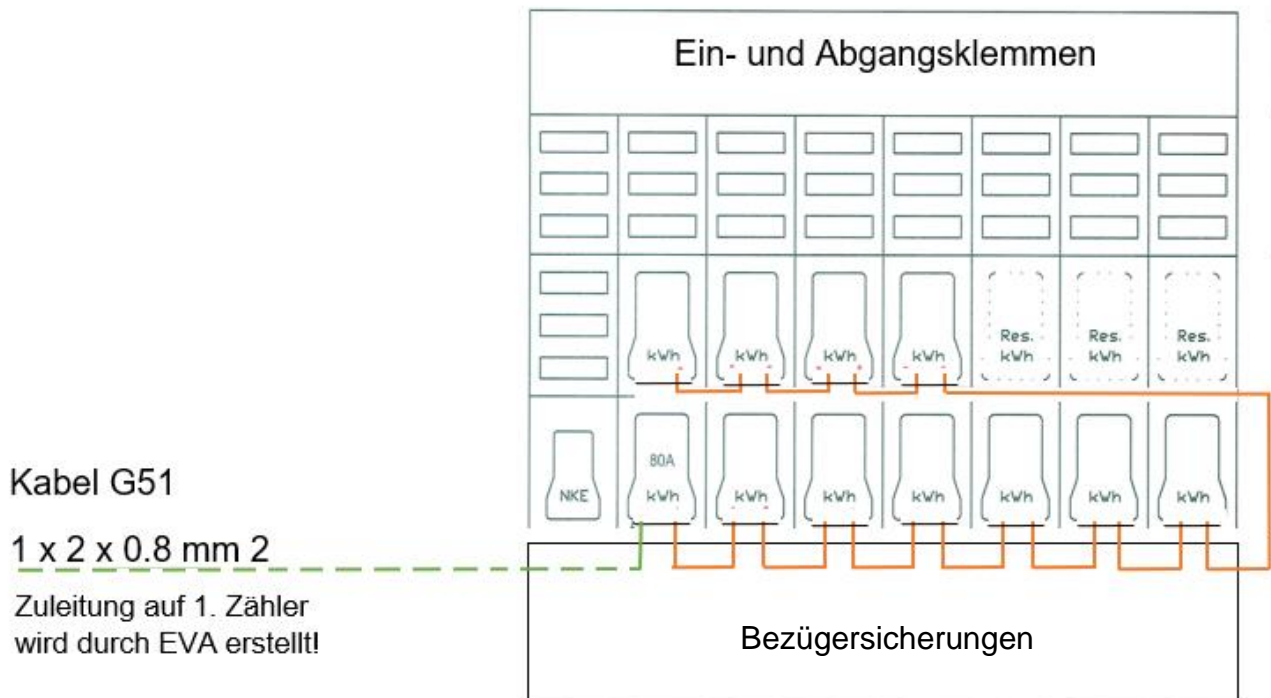 Ein- und Abgangsklemmen
kWh kWh kWh kWh Res. kWh Res. kWh Res. kWh
NKE 80A kWh kWh kWh kWh kWh kWh kWh
Kabel G51
1 x 2 x 0.8 mm 2
Zuleitung auf 1. Zähler
wird durch EVA erstellt!
Bezügersicherungen